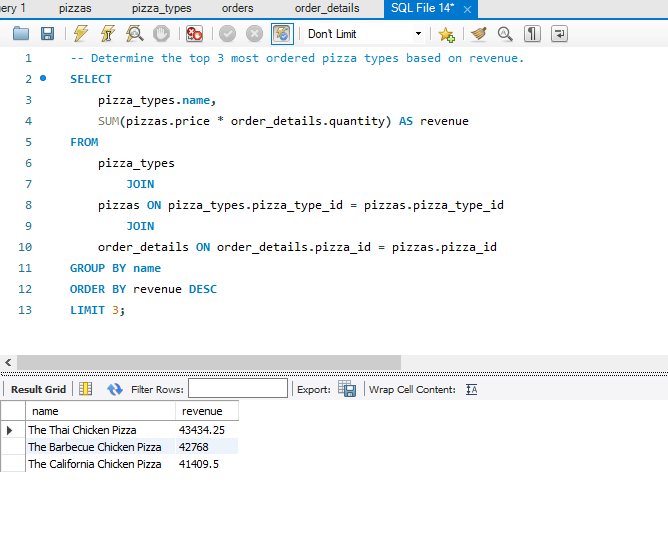 ery 1 pizzas pizza_types orders order_details SQL File 14* ×
Don't Limit
1 -- Determine the top 3 most ordered pizza types based on revenue.
2 SELECT
3 pizza_types.name,
4 SUM(pizzas.price * order_details.quantity) AS revenue
5 FROM
6 pizza_types
7 JOIN
8 pizzas ON pizza_types.pizza_type_id = pizzas.pizza_type_id
9 JOIN
10 order_details ON order_details.pizza_id = pizzas.pizza_id
11 GROUP BY name
12 ORDER BY revenue DESC
13 LIMIT 3;
Result Grid Filter Rows: Export: Wrap Cell Content:
name revenue
The Thai Chicken Pizza 43434.25
The Barbecue Chicken Pizza 42768
The California Chicken Pizza 41409.5